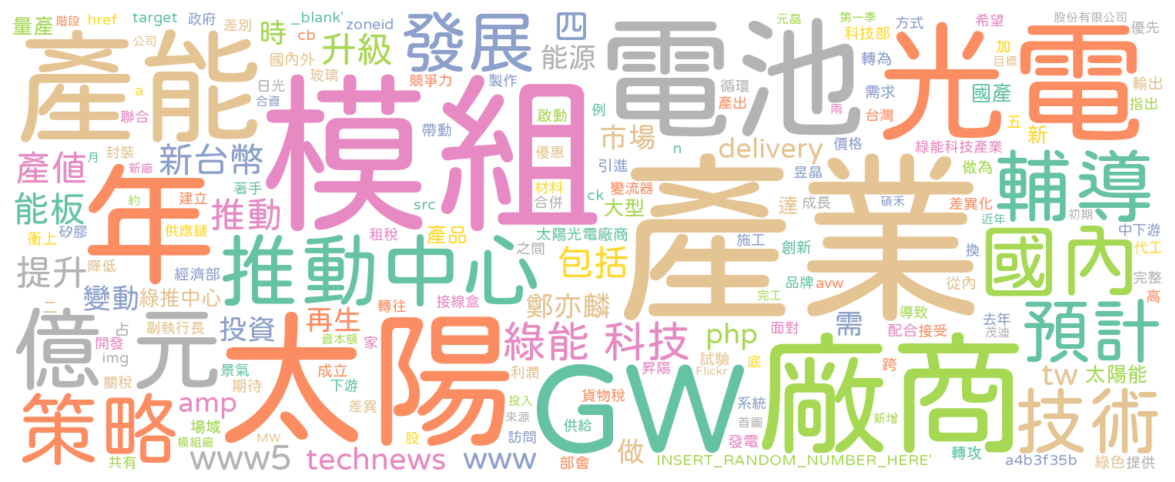 量產 階段 href target 政府 差別 _blank' zoneid cb 時 升級 國內外 公司 玻璃
發展 四 能源 競爭力 製作 元晶 第一季 科技部 方式 希望 加 目標 股份有限公司 優先
產能 a 聯合 日光 合資 模組 啟動 例 優惠 帶動 電池 循環 產出 兩 光電
轉為 需求 台灣 國產 五 新 輸出 指出
產值 月 封裝 新台幣 市場 引進 n delivery 價格 綠能科技產業 做為 輔導
新廠 約 建立 著手 年 推動 src 材料 合併 ck 變流器 大型 達 昱晶 成長 碩禾 產業 差異化 近年 初期
能板 矽膠 供應鏈 衝上 租稅 產品 太陽光電廠商 施工 創新 換 國內 中下游 代工
提升 降低 經濟部 推動中心 之間 包括 品牌 avw 從內 完整 高
二 變動 綠推中心 轉往 接線盒 鄭亦麟 完工 導致 預計
億元 占 副執行長 投資 再生 資本額 家 綠能 科技 php 面對 需 配合 接受 去年 茂迪
開發 img 景氣 成立 下游 利潤 昇陽 試驗 Flickr 底 跨 tw 太陽能
關稅 期待 太陽 差異 GW 貨物稅 廠商 技術
策略 amp 場域 投入 來源 供給 系統 首圖 新增
模組廠 共有 www5 MW technews 股 www 訪問 部會 做 發電 INSERT_RANDOM_NUMBER_HERE' 轉攻 a4b3f35b 綠色 提供